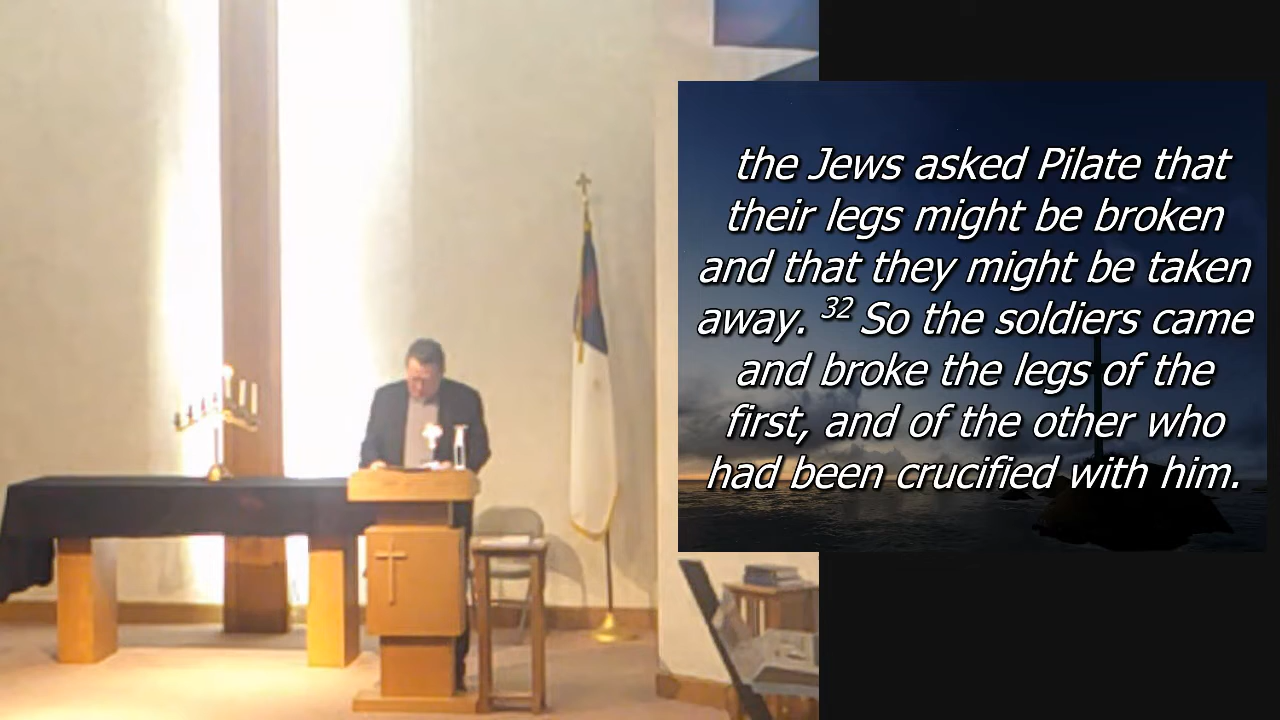 the Jews asked Pilate that
their legs might be broken
and that they might be taken
away. 32 So the soldiers came
and broke the legs of the
first, and of the other who
had been crucified with him.